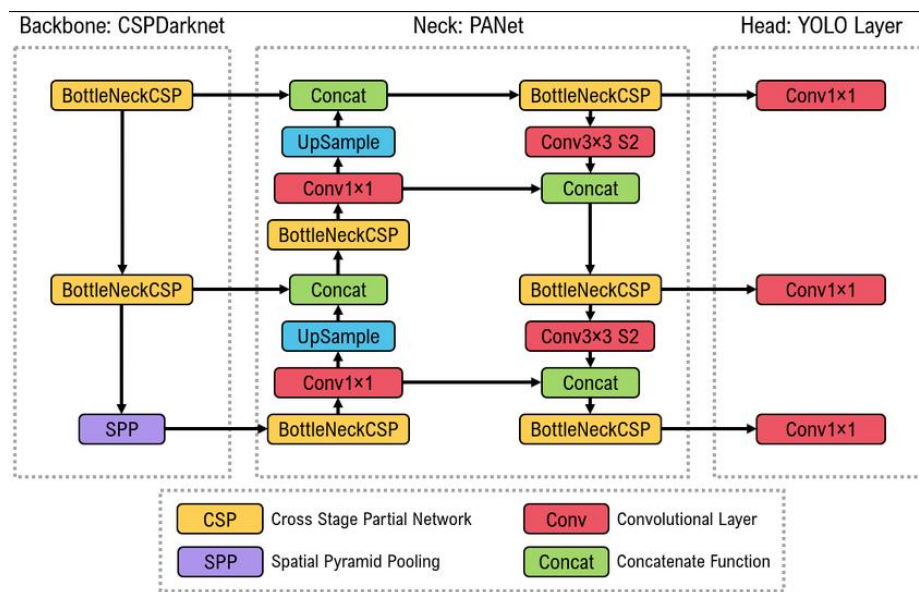 Backbone: CSPDarknet
Neck: PANet
Head: YOLO Layer
BottleNeckCSP
Concat
BottleNeckCSP
Conv1×1
UpSample
Conv3×3 S2
Conv1×1
Concat
BottleNeckCSP
BottleNeckCSP
Concat
BottleNeckCSP
Conv1×1
UpSample
Conv3×3 S2
Conv1×1
Concat
SPP
BottleNeckCSP
BottleNeckCSP
Conv1×1
CSP
Cross Stage Partial Network
Conv
Convolutional Layer
SPP
Spatial Pyramid Pooling
Concat
Concatenate Function